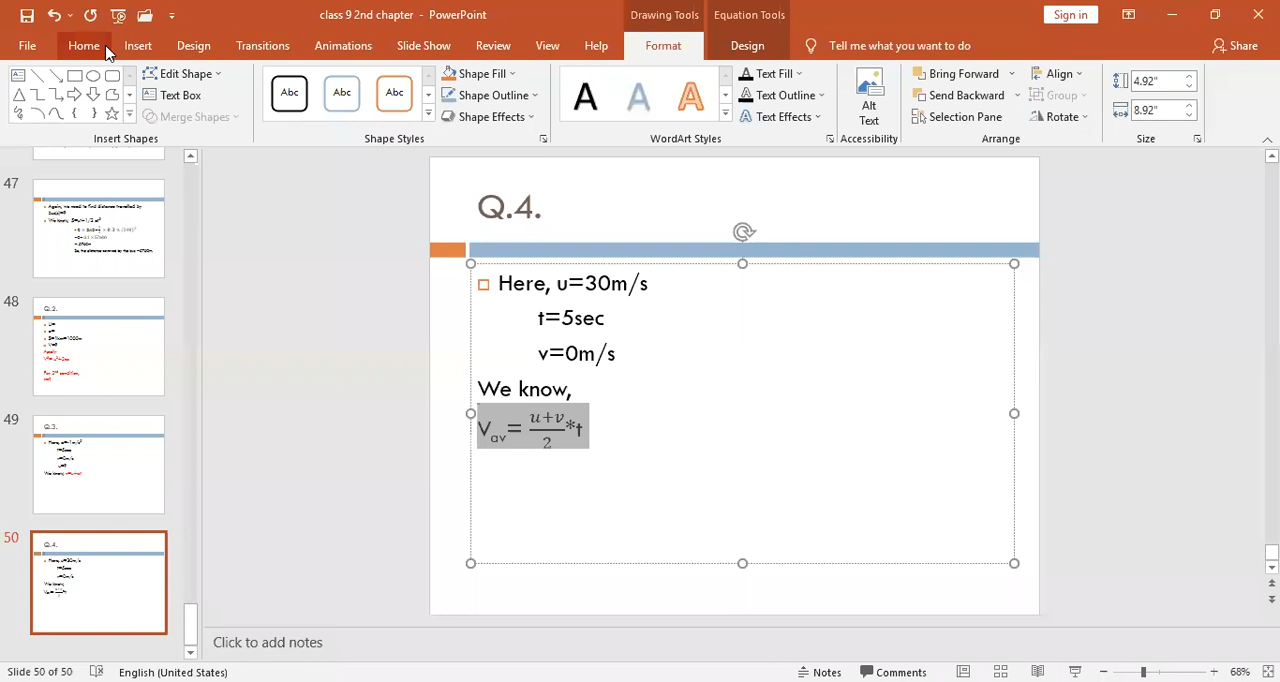 class 9 2nd chapter - PowerPoint
Drawing Tools
Equation Tools
Sign in
File
Home
Insert
Design
Transitions
Animations
Slide Show
Review
View
Help
Format
Design
Tell me what you want to do
Share
Edit Shape
Text Box
Merge Shapes
Insert Shapes
Abc
Abc
Abc
Shape Fill
Shape Outline
Shape Effects
Shape Styles
A
A
A
Text Fill
Text Outline
Text Effects
WordArt Styles
Alt
Text
Accessibility
Bring Forward
Send Backward
Selection Pane
Align
Group
Rotate
Arrange
4.92"
8.92"
Size
47
48
Q.2.
49
Q.3.
50
Q.4.
Q.4.
Here, u=30m/s
t=5sec
v=0m/s
We know,
Vav= u+v/2*t
Click to add notes
Slide 50 of 50
English (United States)
Notes
Comments
68%